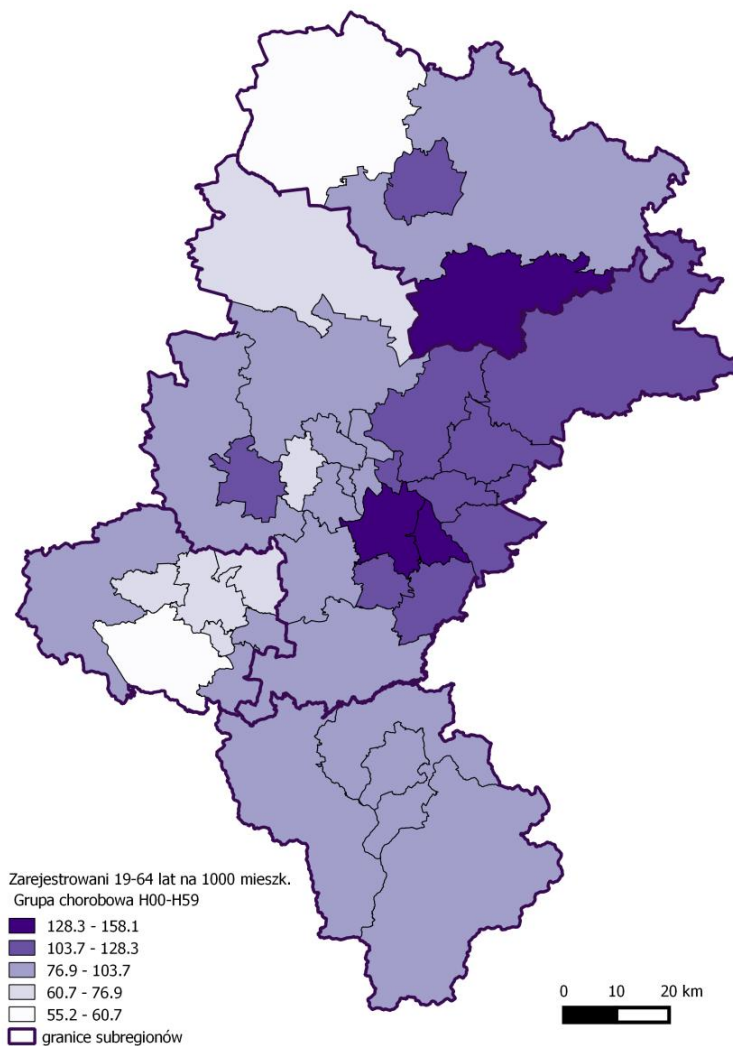 Zarejestrowani 19-64 lat na 1000 mieszk.
Grupa chorobowa H00-H59
128.3 - 158.1
103.7 - 128.3
76.9 - 103.7
60.7 - 76.9
55.2 - 60.7
granice subregionów
0 10 20 km